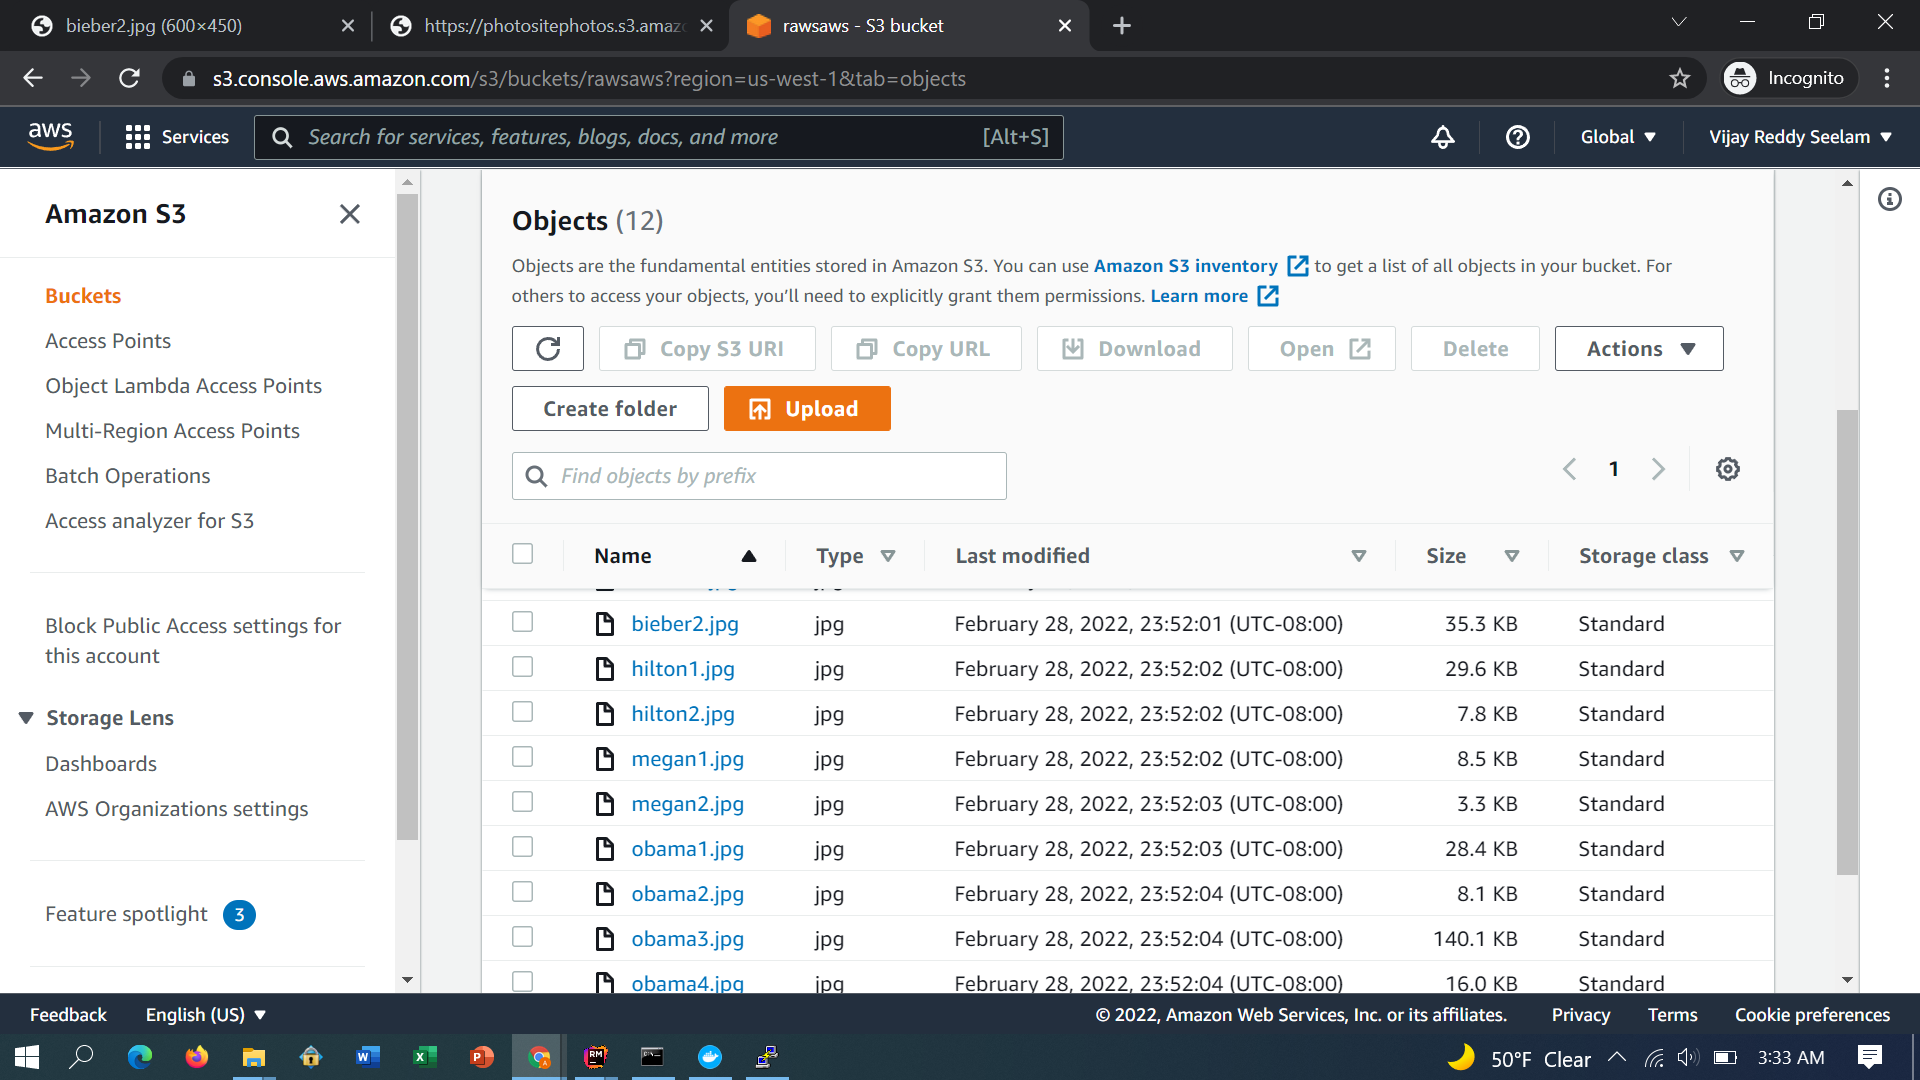 bieber2.jpg (600×450)
https://photositephotos.s3.amaz
rawsaws - S3 bucket
s3.console.aws.amazon.com/s3/buckets/rawsaws?region=us-west-1&tab=objects
Incognito
aws
Services
Search for services, features, blogs, docs, and more
[Alt+S]
Global
Vijay Reddy Seelam
Amazon S3
Buckets
Access Points
Object Lambda Access Points
Multi-Region Access Points
Batch Operations
Access analyzer for S3
Block Public Access settings for
this account
Storage Lens
Dashboards
AWS Organizations settings
Feature spotlight 3
Objects (12)
Objects are the fundamental entities stored in Amazon S3. You can use Amazon S3 inventory to get a list of all objects in your bucket. For
others to access your objects, you'll need to explicitly grant them permissions. Learn more
Copy S3 URI
Copy URL
Download
Open
Delete
Actions
Create folder
Upload
Find objects by prefix
1
Name Type Last modified Size Storage class
bieber2.jpg jpg February 28, 2022, 23:52:01 (UTC-08:00) 35.3 KB Standard
hilton1.jpg jpg February 28, 2022, 23:52:02 (UTC-08:00) 29.6 KB Standard
hilton2.jpg jpg February 28, 2022, 23:52:02 (UTC-08:00) 7.8 KB Standard
megan1.jpg jpg February 28, 2022, 23:52:02 (UTC-08:00) 8.5 KB Standard
megan2.jpg jpg February 28, 2022, 23:52:03 (UTC-08:00) 3.3 KB Standard
obama1.jpg jpg February 28, 2022, 23:52:03 (UTC-08:00) 28.4 KB Standard
obama2.jpg jpg February 28, 2022, 23:52:04 (UTC-08:00) 8.1 KB Standard
obama3.jpg jpg February 28, 2022, 23:52:04 (UTC-08:00) 140.1 KB Standard
obama4.jpg jpg February 28, 2022, 23:52:04 (UTC-08:00) 16.0 KB Standard
Feedback
English (US)
© 2022, Amazon Web Services, Inc. or its affiliates.
Privacy
Terms
Cookie preferences
50°F Clear
3:33 AM